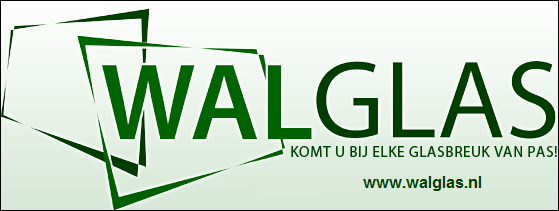 WALGLAS
KOMT U BIJ ELKE GLASBREUK VAN PAS!
www.walglas.nl